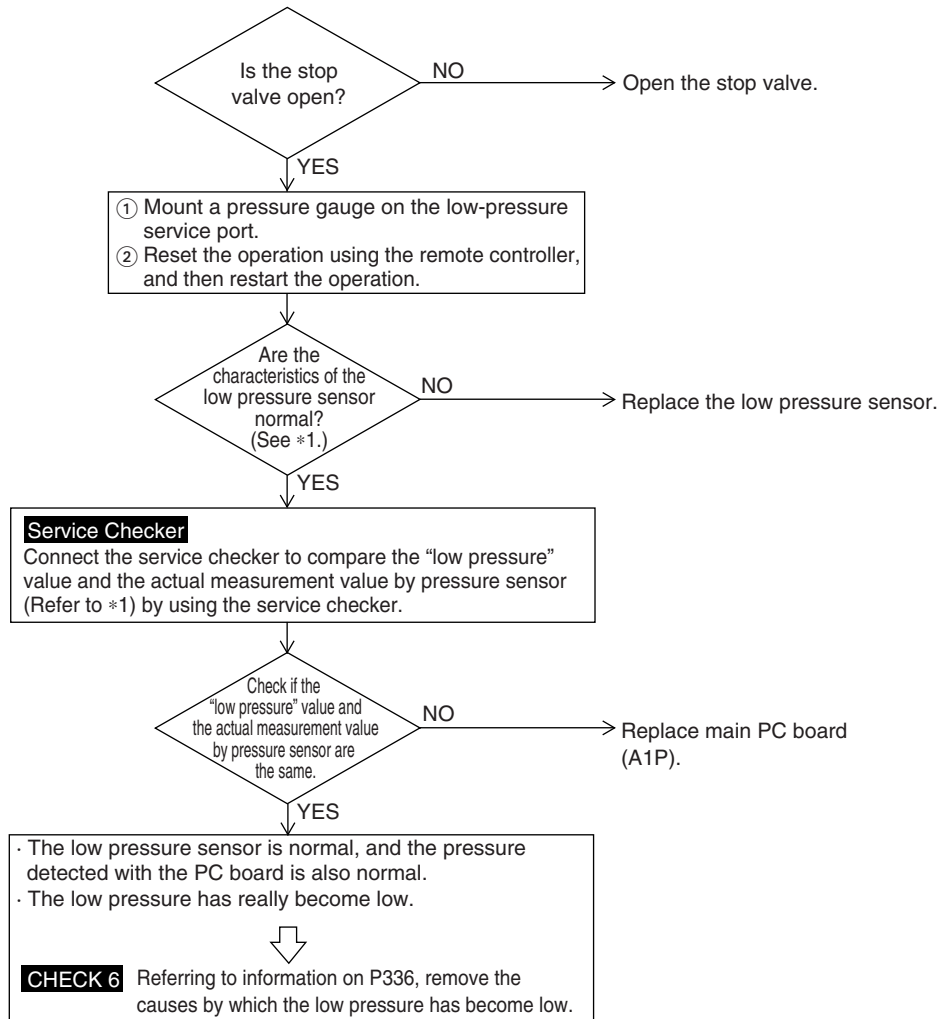 Is the stop
valve open?
NO
Open the stop valve.
YES
① Mount a pressure gauge on the low-pressure
service port.
② Reset the operation using the remote controller,
and then restart the operation.
Are the
characteristics of the
low pressure sensor
normal?
(See *1.)
NO
Replace the low pressure sensor.
YES
Service Checker
Connect the service checker to compare the “low pressure”
value and the actual measurement value by pressure sensor
(Refer to *1) by using the service checker.
Check if the
“low pressure” value and
the actual measurement value
by pressure sensor are
the same.
NO
Replace main PC board
(A1P).
YES
· The low pressure sensor is normal, and the pressure
detected with the PC board is also normal.
· The low pressure has really become low.
CHECK 6 Referring to information on P336, remove the
causes by which the low pressure has become low.